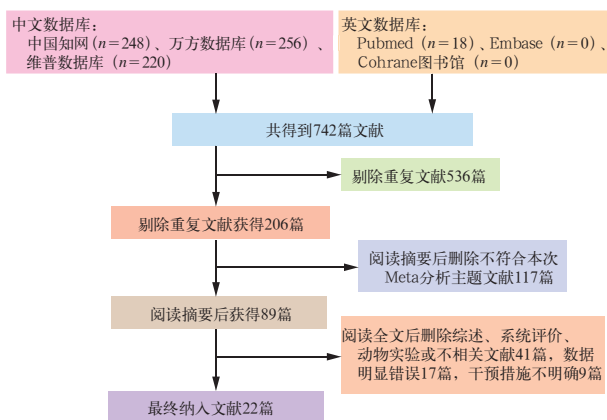 中文数据库：
中国知网（n=248）、万方数据库（n=256）、
维普数据库（n=220）
英文数据库：
Pubmed（n=18）、Embase（n=0）、
Cohrane图书馆（n=0）
共得到742篇文献
剔除重复文献536篇
剔除重复文献获得206篇
阅读摘要后删除不符合本次
Meta分析主题文献117篇
阅读摘要后获得89篇
阅读全文后删除综述、系统评价、
动物实验或不相关文献41篇，数据
明显错误17篇，干预措施不明确9篇
最终纳入文献22篇